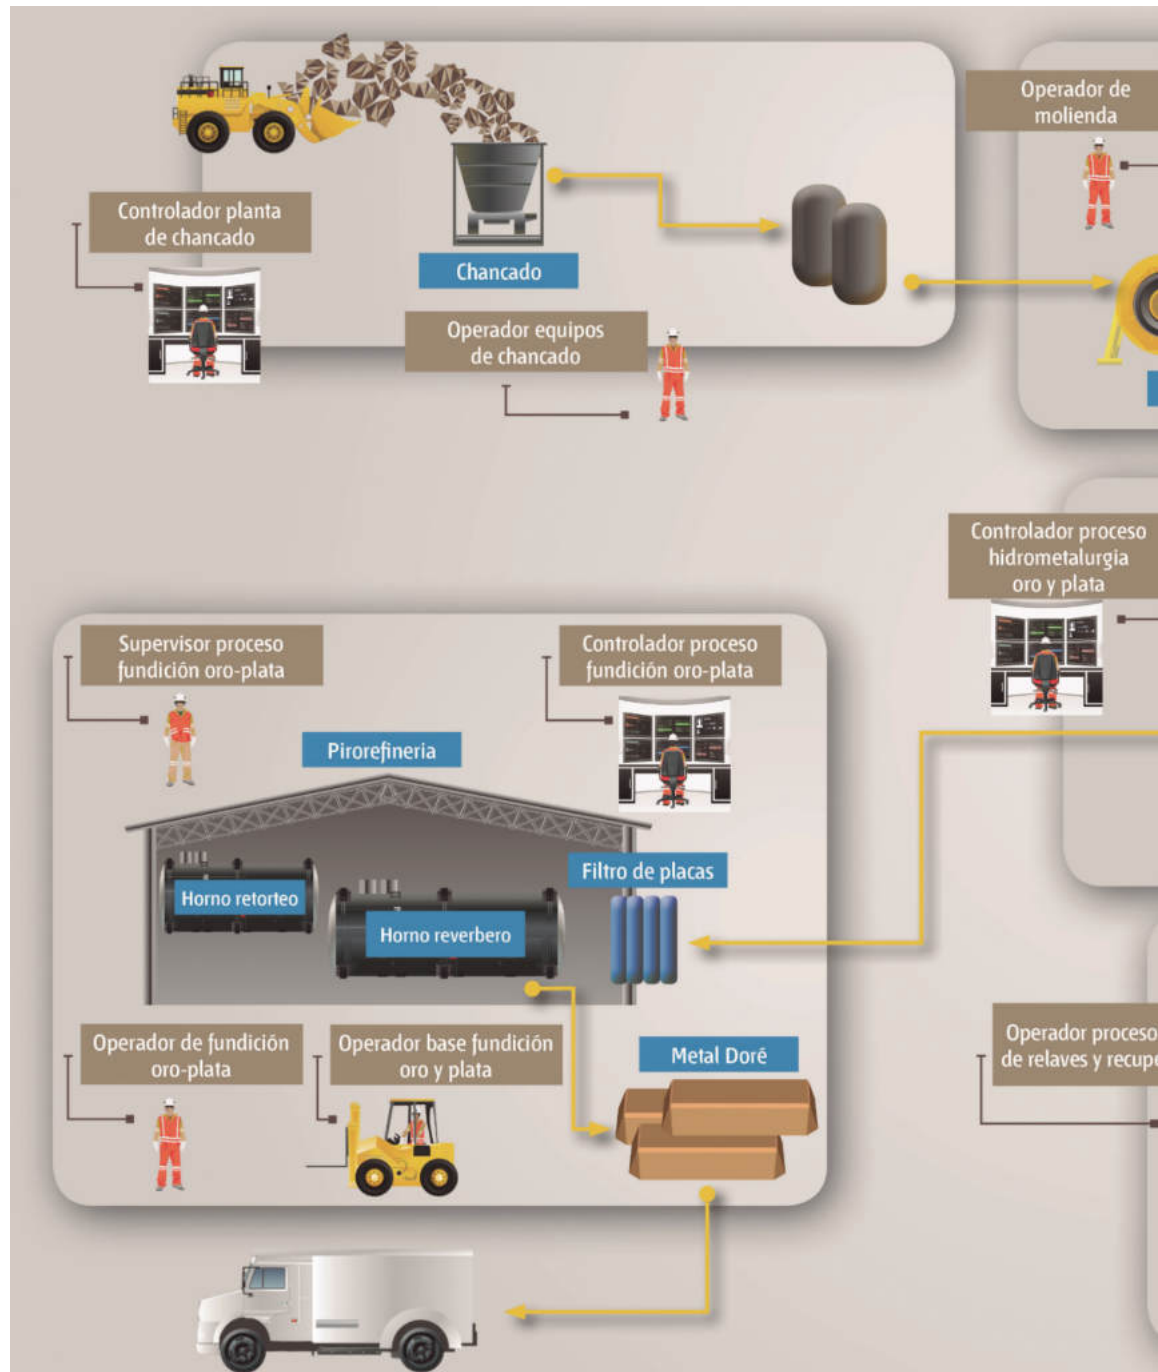 Operador de
molienda
Controlador planta
de chancado
Chancado
Operador equipos
de chancado
Controlador proceso
hidrometalurgia
oro y plata
Supervisor proceso
fundición oro-plata
Controlador proceso
fundición oro-plata
Pirorefineria
Filtro de placas
Horno retorteo
Horno reverbero
Operador de fundición
oro-plata
Operador base fundición
oro y plata
Metal Doré
Operador proceso
de relaves y recupe